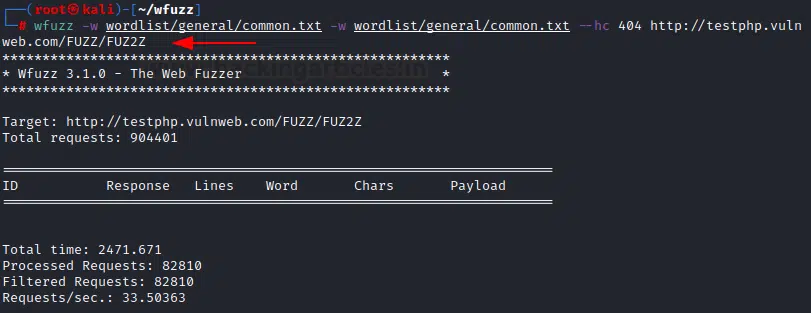 ┌──(root㉿kali)-[~/wfuzz]
└─# wfuzz -w wordlist/general/common.txt -w wordlist/general/common.txt --hc 404 http://testphp.vuln
web.com/FUZZ/FUZ2Z
********************************************************
* Wfuzz 3.1.0 - The Web Fuzzer                         *
********************************************************
Target: http://testphp.vulnweb.com/FUZZ/FUZ2Z
Total requests: 904401
=====================================================================
ID           Response   Lines    Word       Chars       Payload
=====================================================================
Total time: 2471.671
Processed Requests: 82810
Filtered Requests: 82810
Requests/sec.: 33.50363